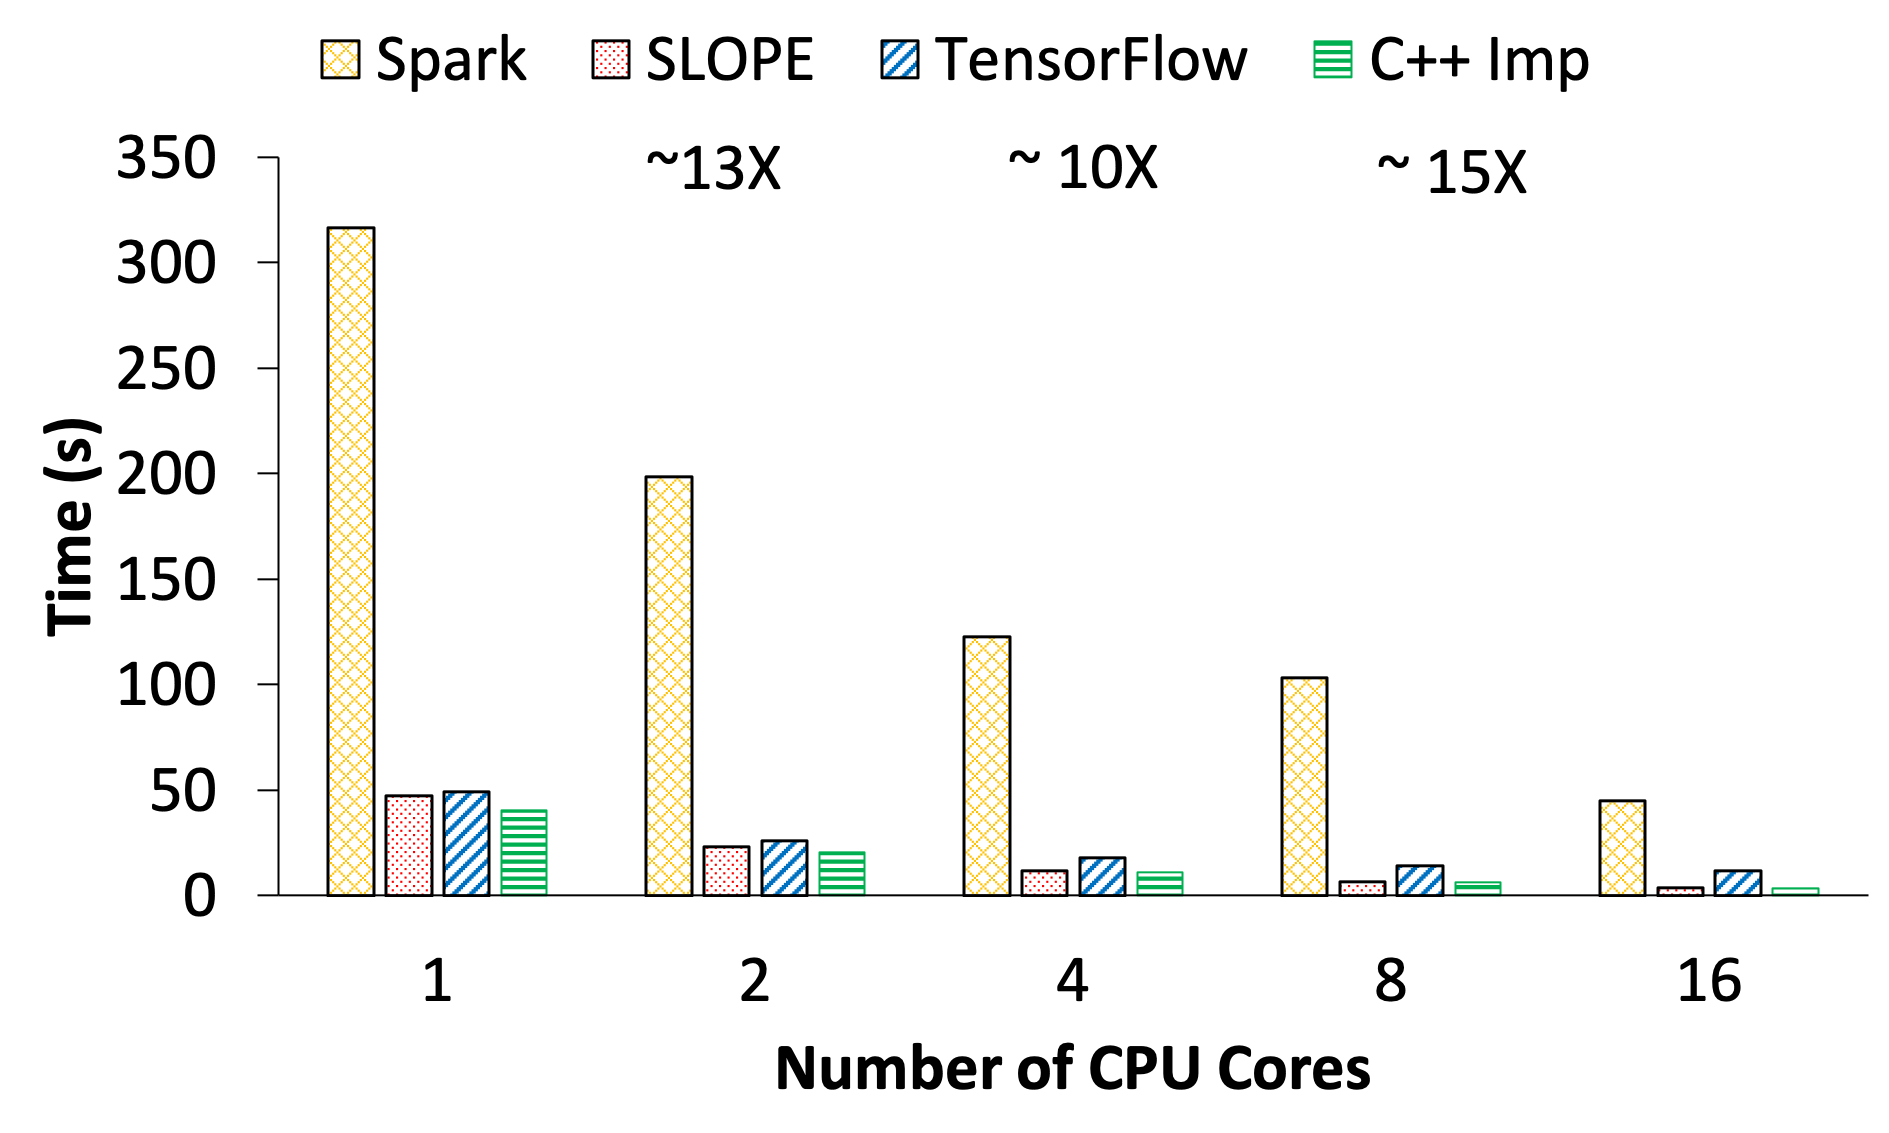 Spark SLOPE TensorFlow C++ Imp
~13X ~ 10X ~ 15X
350
300
250
200
150
100
50
0
Time (s)
1 2 4 8 16
Number of CPU Cores